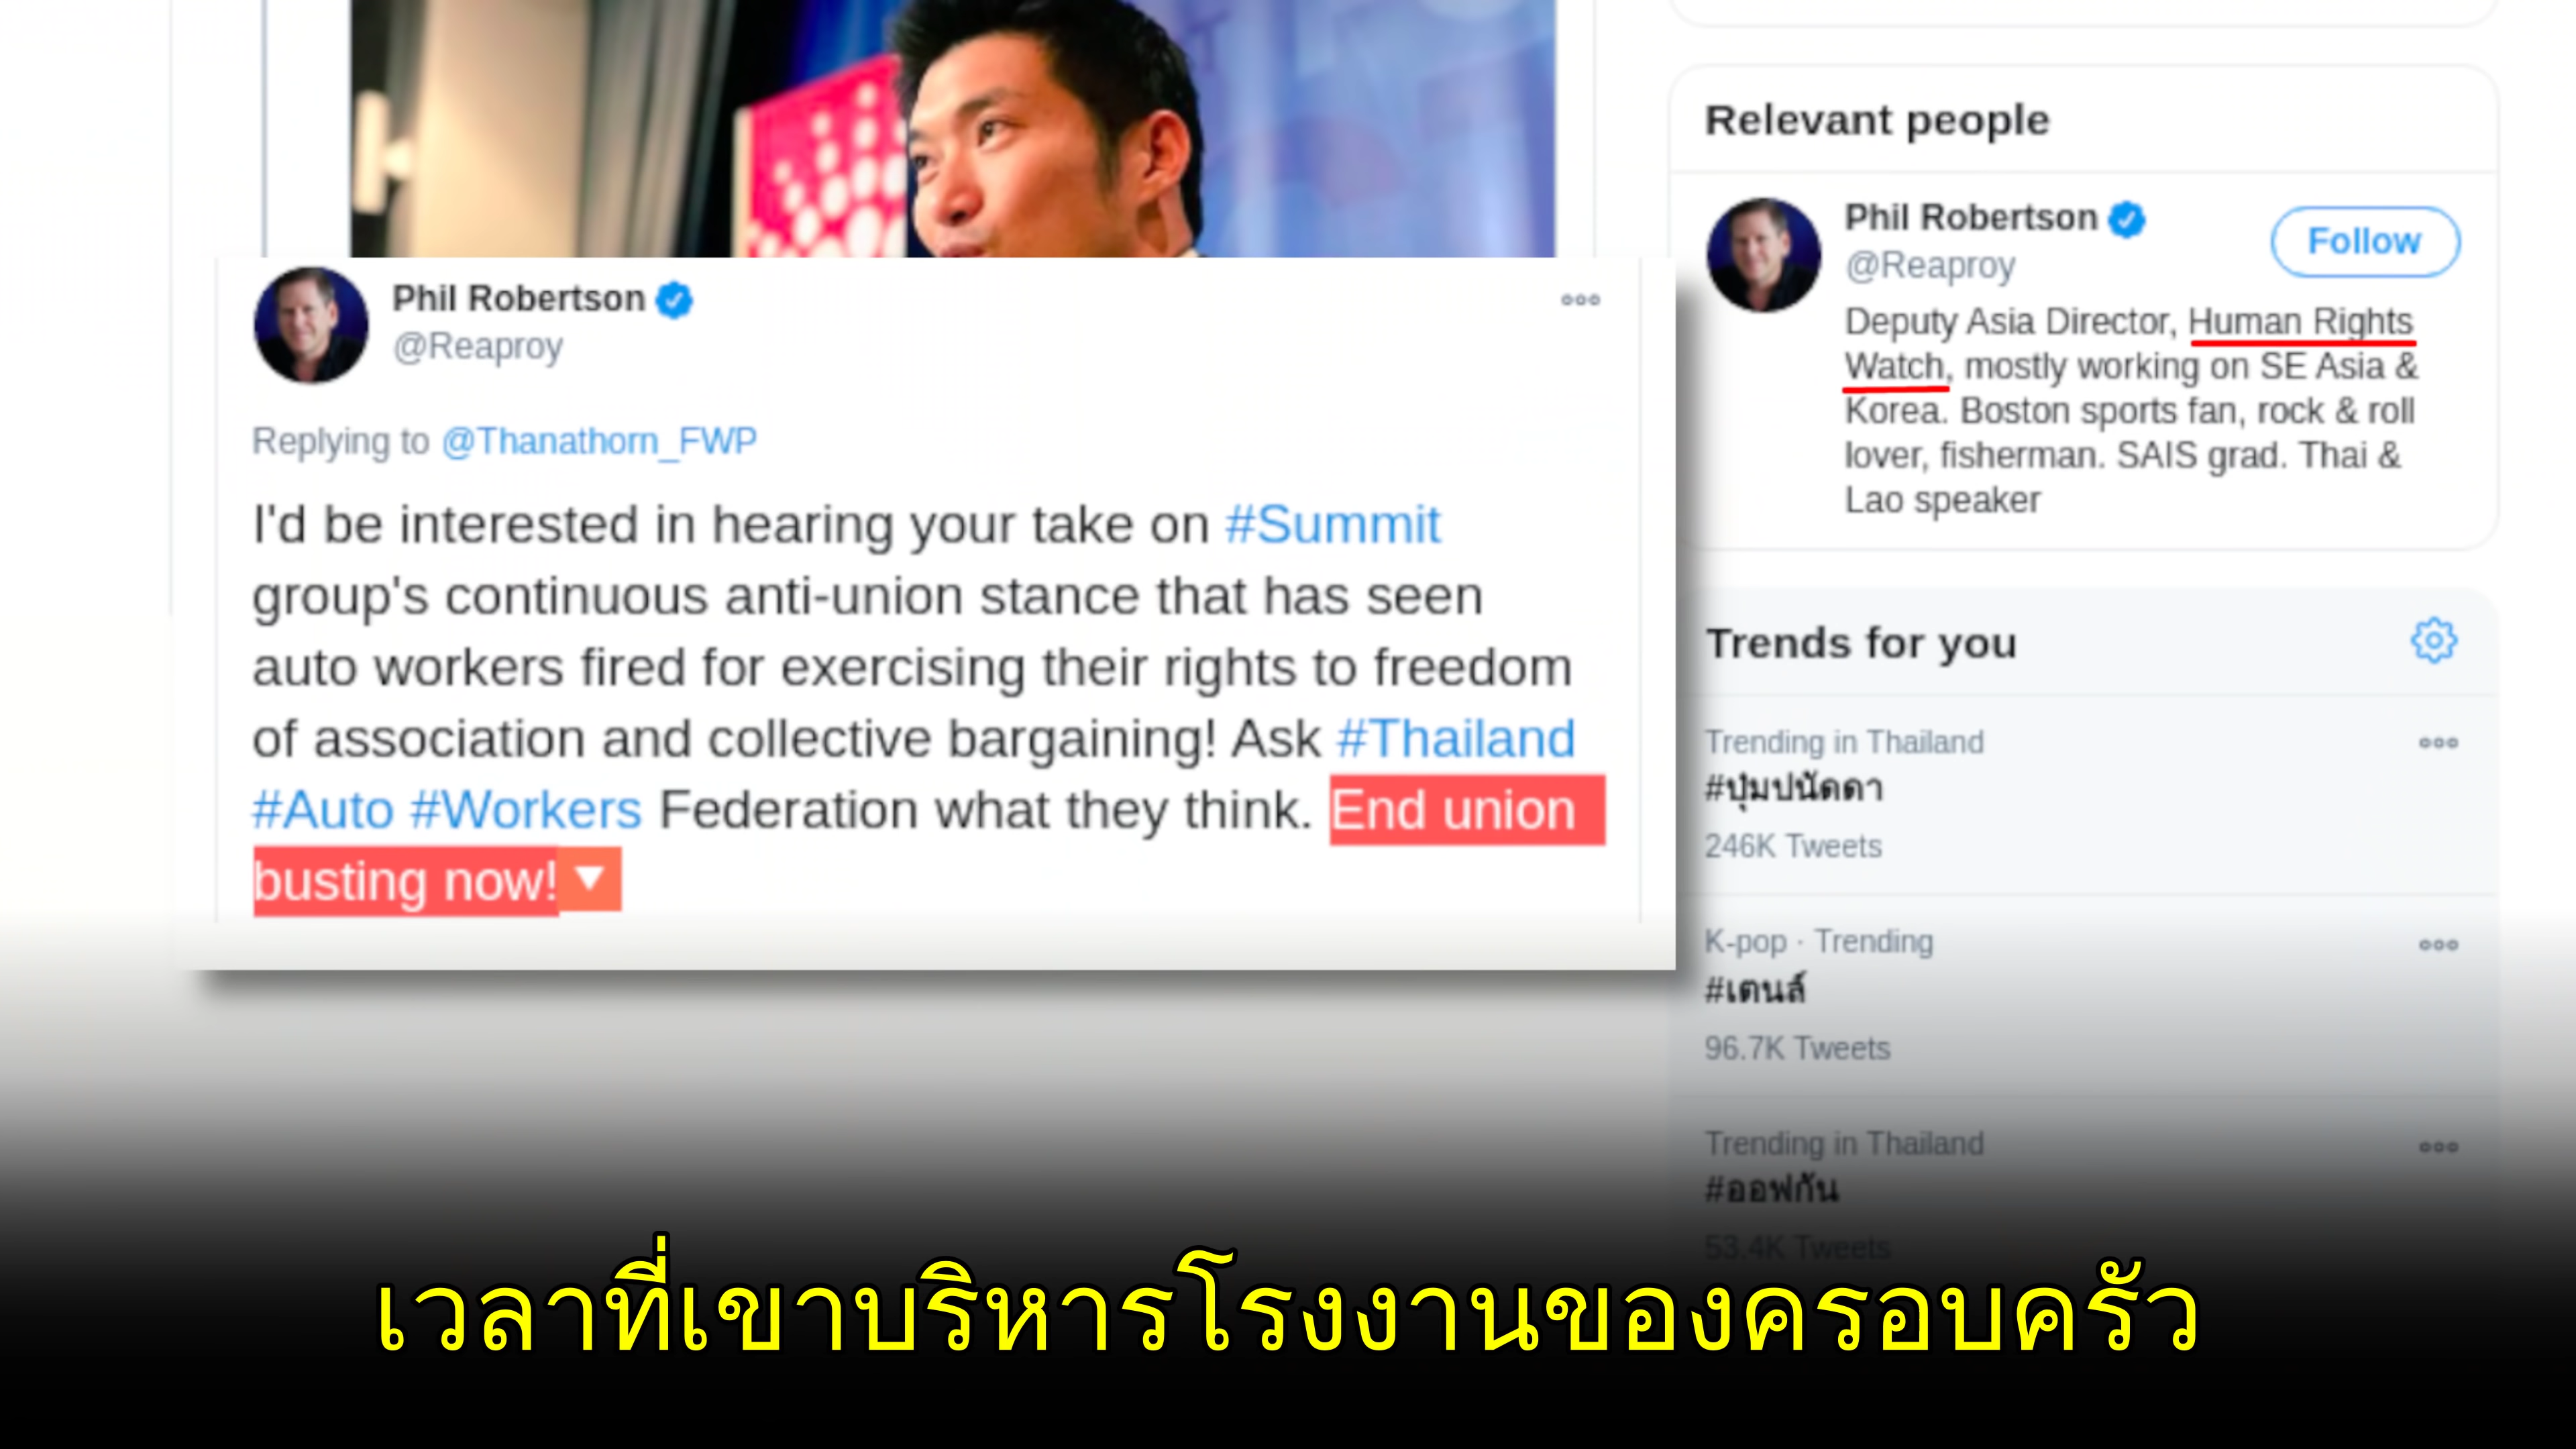 Phil Robertson
@Reaproy
Replying to @Thanathorn_FWP
I'd be interested in hearing your take on #Summit
group's continuous anti-union stance that has seen
auto workers fired for exercising their rights to freedom
of association and collective bargaining! Ask #Thailand
#Auto #Workers Federation what they think. End union
busting now!
Relevant people
Phil Robertson
@Reaproy
Follow
Deputy Asia Director, Human Rights
Watch, mostly working on SE Asia &
Korea. Boston sports fan, rock & roll
lover, fisherman. SAIS grad. Thai &
Lao speaker
Trends for you
Trending in Thailand
#ปุ๋มปนัดดา
246K Tweets
K-pop · Trending
#เตนล์
96.7K Tweets
Trending in Thailand
#ออฟกัน
53.4K Tweets
เวลาที่เขาบริหารโรงงานของครอบครัว